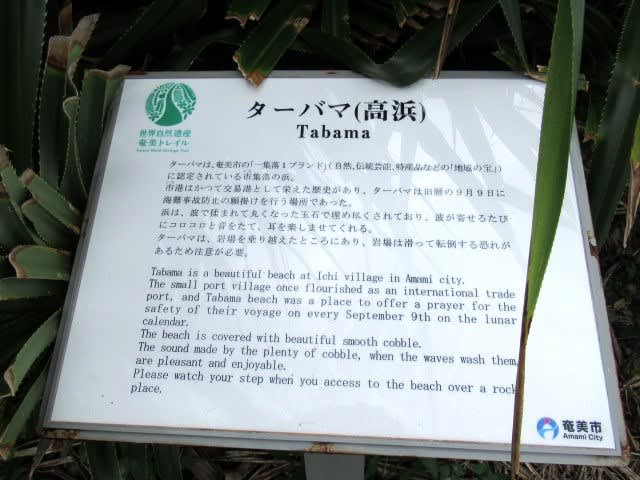 ターバマ(高浜)
Tabama
世界自然遺産
奄美トレイル
ターバマは、奄美市の「一集落1ブランド」(自然、伝統芸能、特産品などの「地域の宝」)
に認定されている市集落の浜。
市港はかつて交易港として栄えた歴史があり、ターバマは旧暦の9月9日に
海難事故防止の願掛けを行う場所であった。
浜は、波で揉まれて丸くなった玉石で埋め尽くされており、波が寄せるたび
にコロコロと音をたて、耳を楽しませてくれる。
ターバマは、岩場を乗り越えたところにあり、岩場は滑って転倒する恐れが
あるため注意が必要。
Tabama is a beautiful beach at Ichi village in Amami city.
The small port village once flourished as an international trade
port, and Tabama beach was a place to offer a prayer for the
safety of their voyage on every September 9th on the lunar
calendar.
The beach is covered with beautiful smooth cobble.
The sound made by the plenty of cobble, when the waves wash them,
are pleasant and enjoyable.
Please watch your step when you access to the beach over a rock
place.
奄美市
Amami City